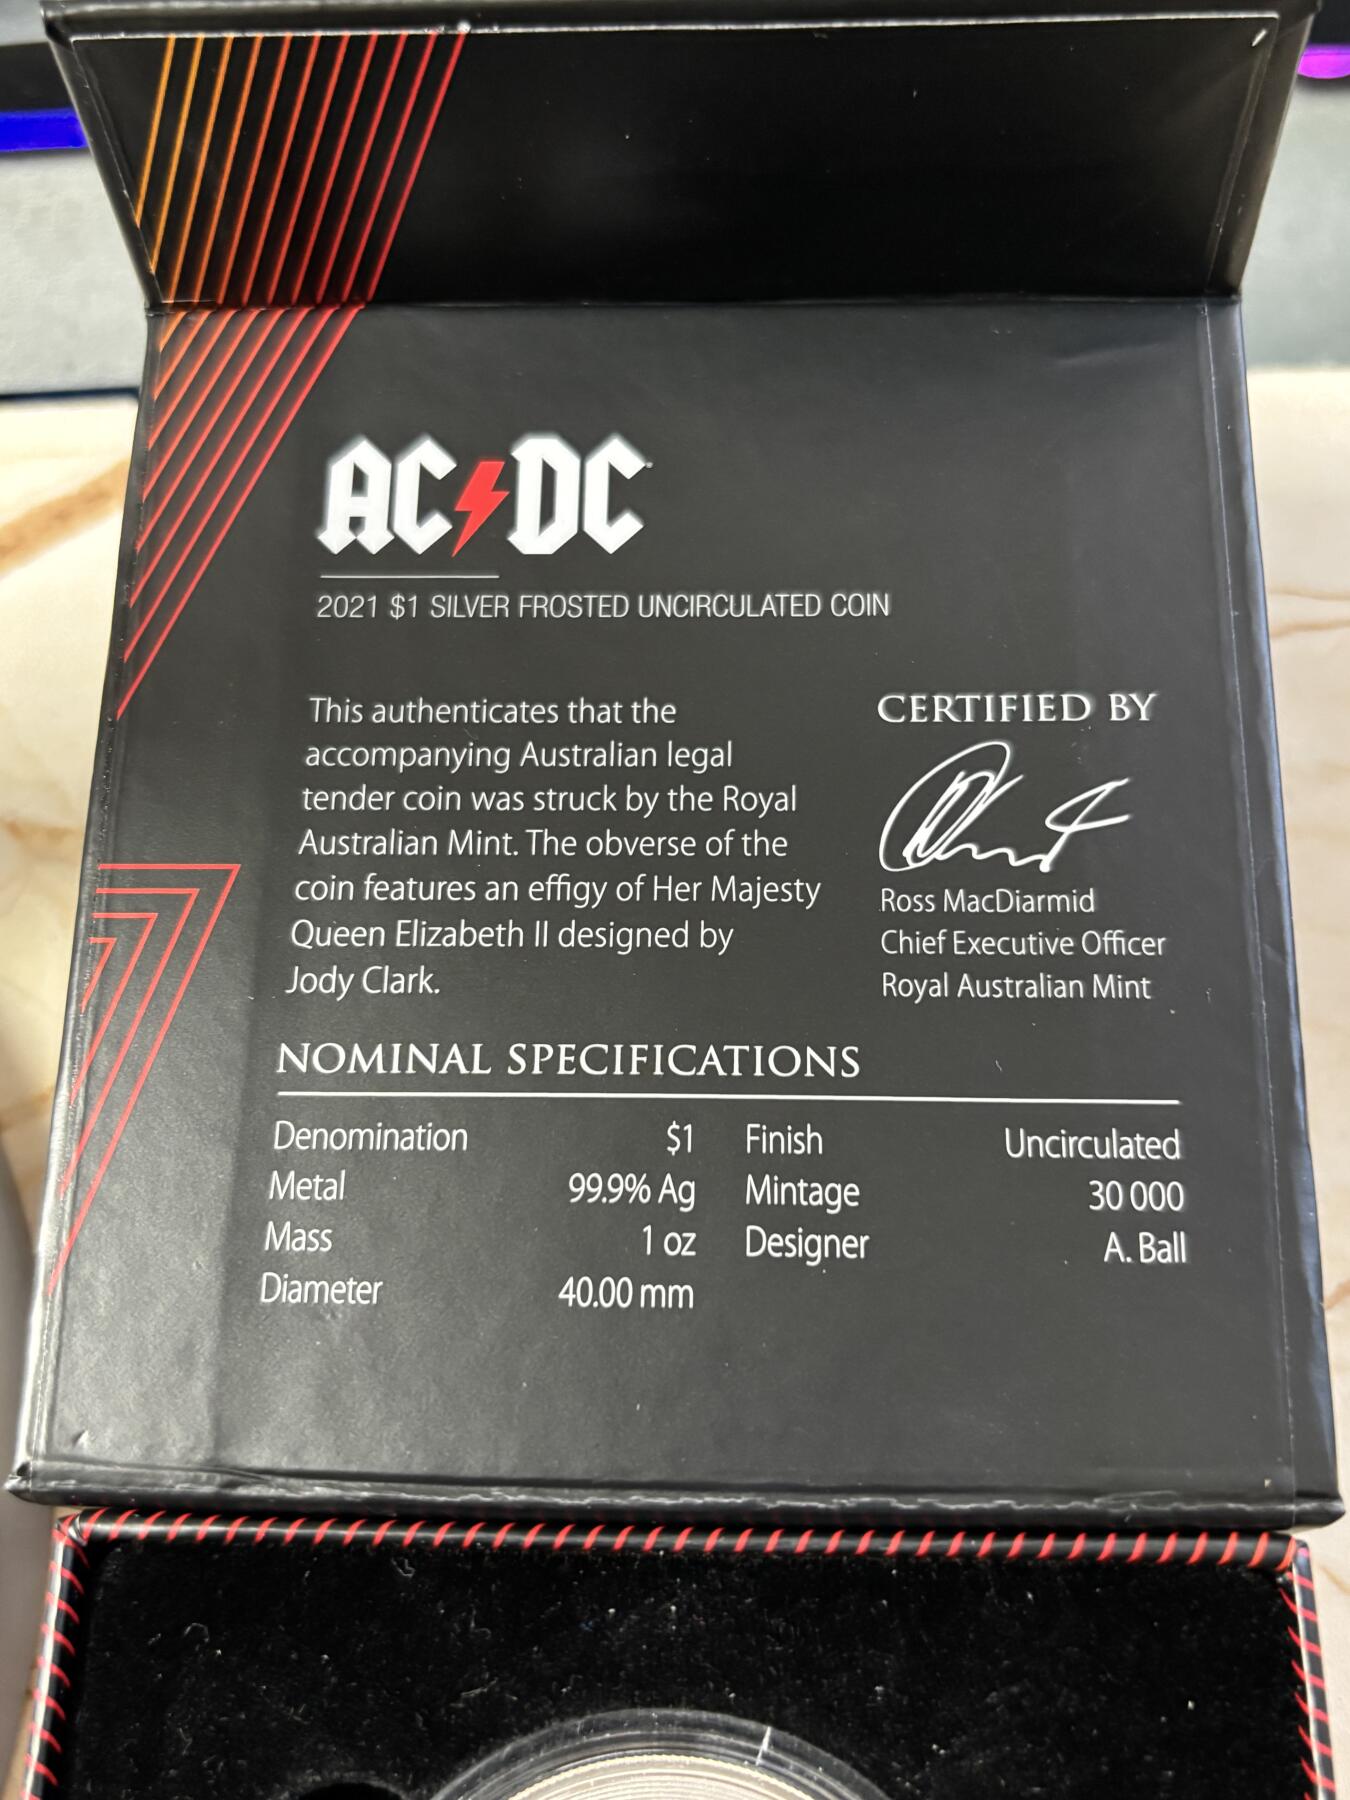 AC⚡DC
2021 $1 SILVER FROSTED UNCIRCULATED COIN
This authenticates that the
accompanying Australian legal
tender coin was struck by the Royal
Australian Mint. The obverse of the
coin features an effigy of Her Majesty
Queen Elizabeth II designed by
Jody Clark.
CERTIFIED BY
Ross MacDiarmid
Chief Executive Officer
Royal Australian Mint
NOMINAL SPECIFICATIONS
Denomination $1 Finish Uncirculated
Metal 99.9% Ag Mintage 30 000
Mass 1 oz Designer A. Ball
Diameter 40.00 mm